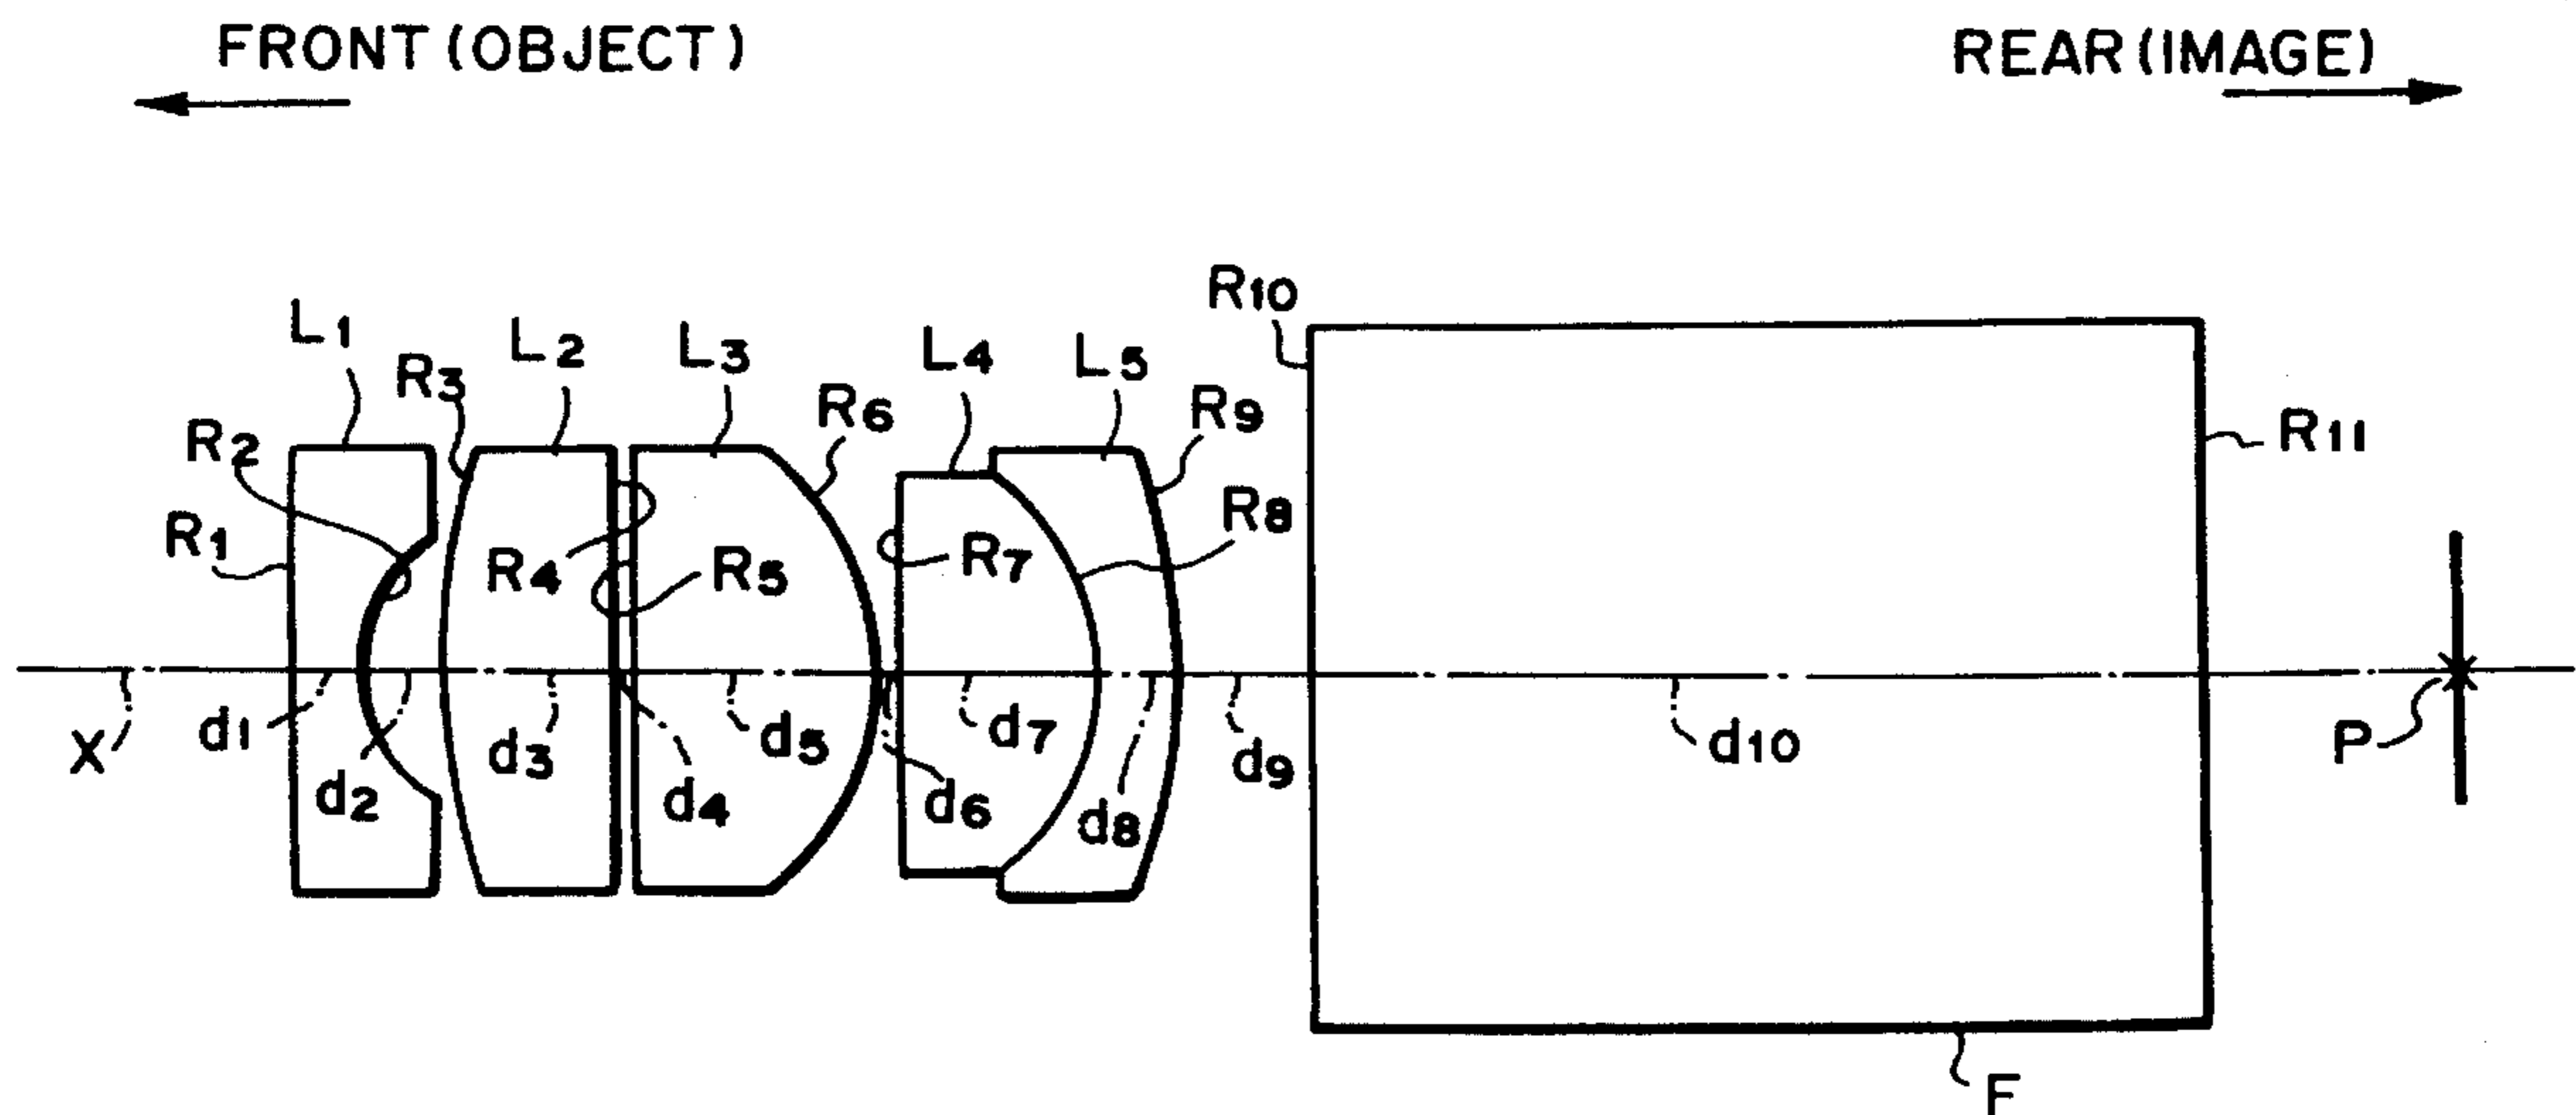 FRONT (OBJECT)
REAR (IMAGE)
L1
R3
L2
L3
R6
L4
L5
R9
R10
R11
R2
R1
R4
R5
R7
R8
X
d1
d2
d3
d4
d5
d6
d7
d8
d9
d10
P
F